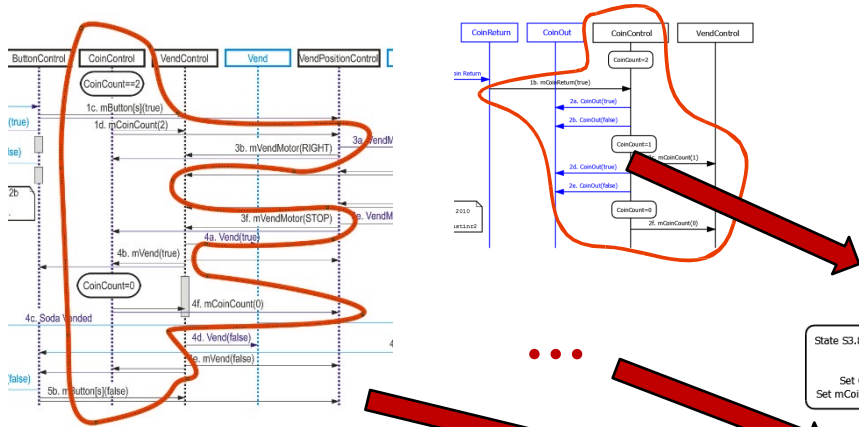 ButtonControl CoinControl VendControl Vend VendPositionControl
CoinCount==2
1c. mButton[s](true)
(true)
1d. mCoinCount(2)
3a. VendM
3b. mVendMotor(RIGHT)
lse)
2b
3f. mVendMotor(STOP)
3e. VendM
4a. Vend(true)
4b. mVend(true)
CoinCount=0
4f. mCoinCount(0)
4c. Soda Vended
4d. Vend(false)
4
4e. mVend(false)
(false)
5b. mButton[s](false)
CoinReturn CoinOut CoinControl VendControl
CoinCount=2
oin Return
1b. mCoinReturn(true)
2a. CoinOut(true)
2b. CoinOut(false)
CoinCount=1
mCoinCount(1)
2d. CoinOut(true)
2e. CoinOut(false)
CoinCount=0
2010
2f. mCoinCount(0)
...
State S3.8
Set
Set mCoi